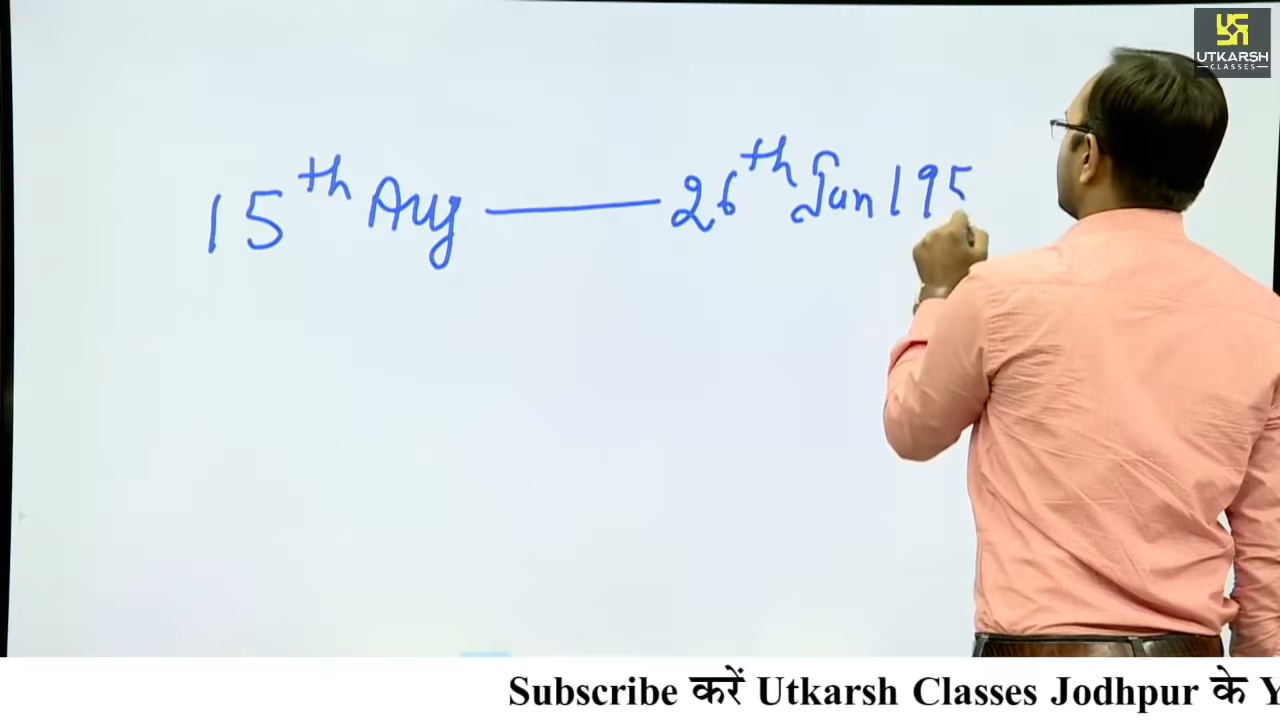 UTKARSH
CLASSES
15th Aug — 26th Jan 195
Subscribe करें Utkarsh Classes Jodhpur के Y